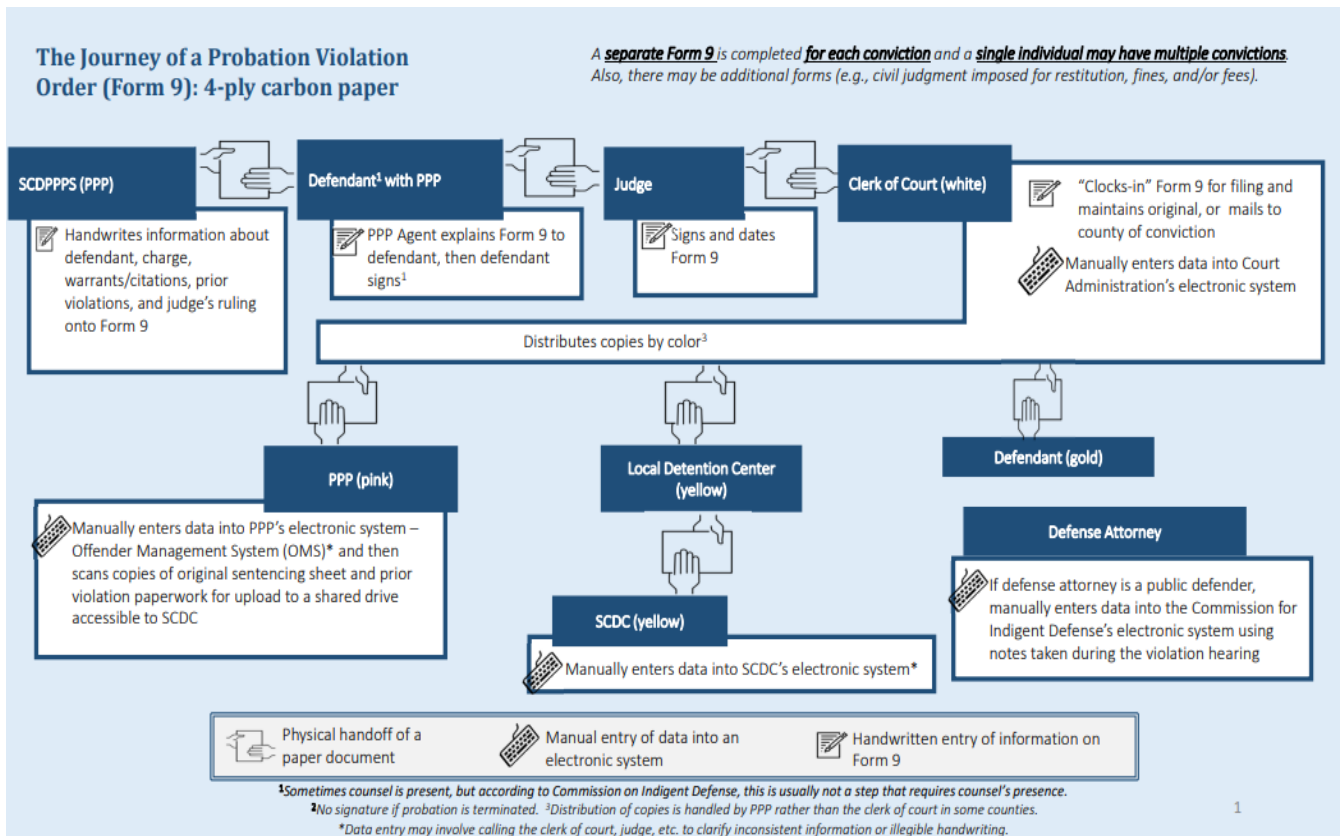 The Journey of a Probation Violation
Order (Form 9): 4-ply carbon paper
A separate Form 9 is completed for each conviction and a single individual may have multiple convictions.
Also, there may be additional forms (e.g., civil judgment imposed for restitution, fines, and/or fees).
SCDPPPS (PPP)
Handwrites information about
defendant, charge,
warrants/citations, prior
violations, and judge's ruling
onto Form 9
Defendant¹ with PPP
PPP Agent explains Form 9 to
defendant, then defendant
signs¹
Judge
Signs and dates
Form 9
Clerk of Court (white)
"Clocks-in" Form 9 for filing and
maintains original, or mails to
county of conviction
Manually enters data into Court
Administration's electronic system
Distributes copies by color³
PPP (pink)
Manually enters data into PPP's electronic system –
Offender Management System (OMS)* and then
scans copies of original sentencing sheet and prior
violation paperwork for upload to a shared drive
accessible to SCDC
Local Detention Center
(yellow)
SCDC (yellow)
Manually enters data into SCDC's electronic system*
Defendant (gold)
Defense Attorney
If defense attorney is a public defender,
manually enters data into the Commission for
Indigent Defense's electronic system using
notes taken during the violation hearing
Physical handoff of a
paper document
Manual entry of data into an
electronic system
Handwritten entry of information on
Form 9
¹Sometimes counsel is present, but according to Commission on Indigent Defense, this is usually not a step that requires counsel's presence.
²No signature if probation is terminated. ³Distribution of copies is handled by PPP rather than the clerk of court in some counties.
*Data entry may involve calling the clerk of court, judge, etc. to clarify inconsistent information or illegible handwriting.
1